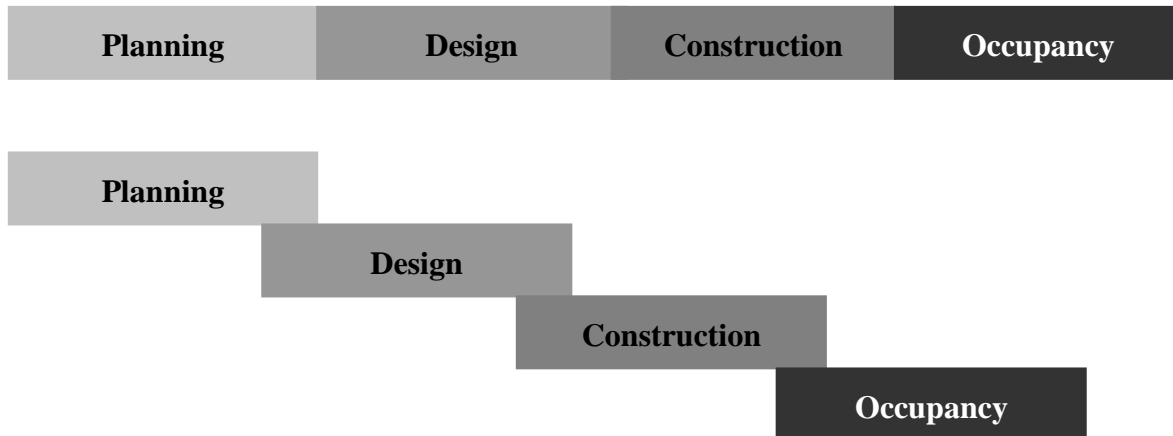 Planning Design Construction Occupancy
Planning
Design
Construction
Occupancy